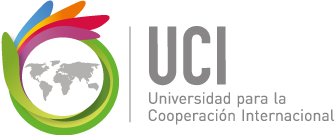 UCI
Universidad para la
Cooperación Internacional